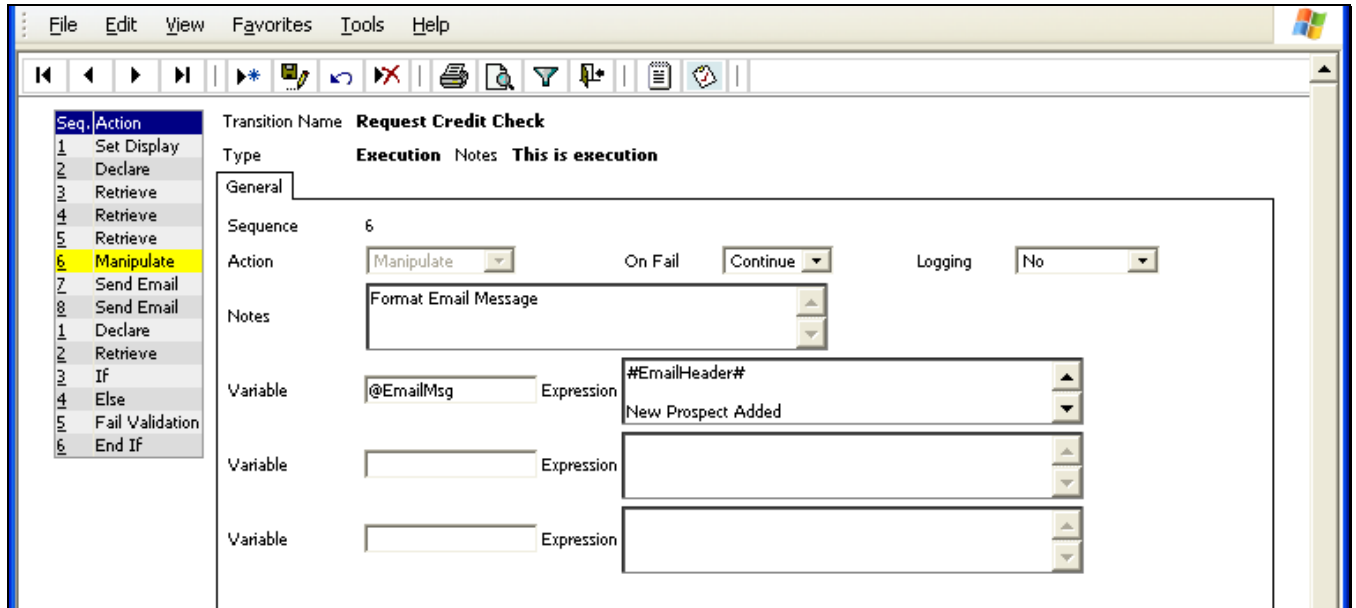 File Edit View Favorites Tools Help
Seq. Action
1 Set Display
2 Declare
3 Retrieve
4 Retrieve
5 Retrieve
6 Manipulate
7 Send Email
8 Send Email
1 Declare
2 Retrieve
3 If
4 Else
5 Fail Validation
6 End If
Transition Name Request Credit Check
Type Execution Notes This is execution
General
Sequence 6
Action Manipulate On Fail Continue Logging No
Notes Format Email Message
Variable @EmailMsg Expression #EmailHeader#
New Prospect Added
Variable Expression
Variable Expression